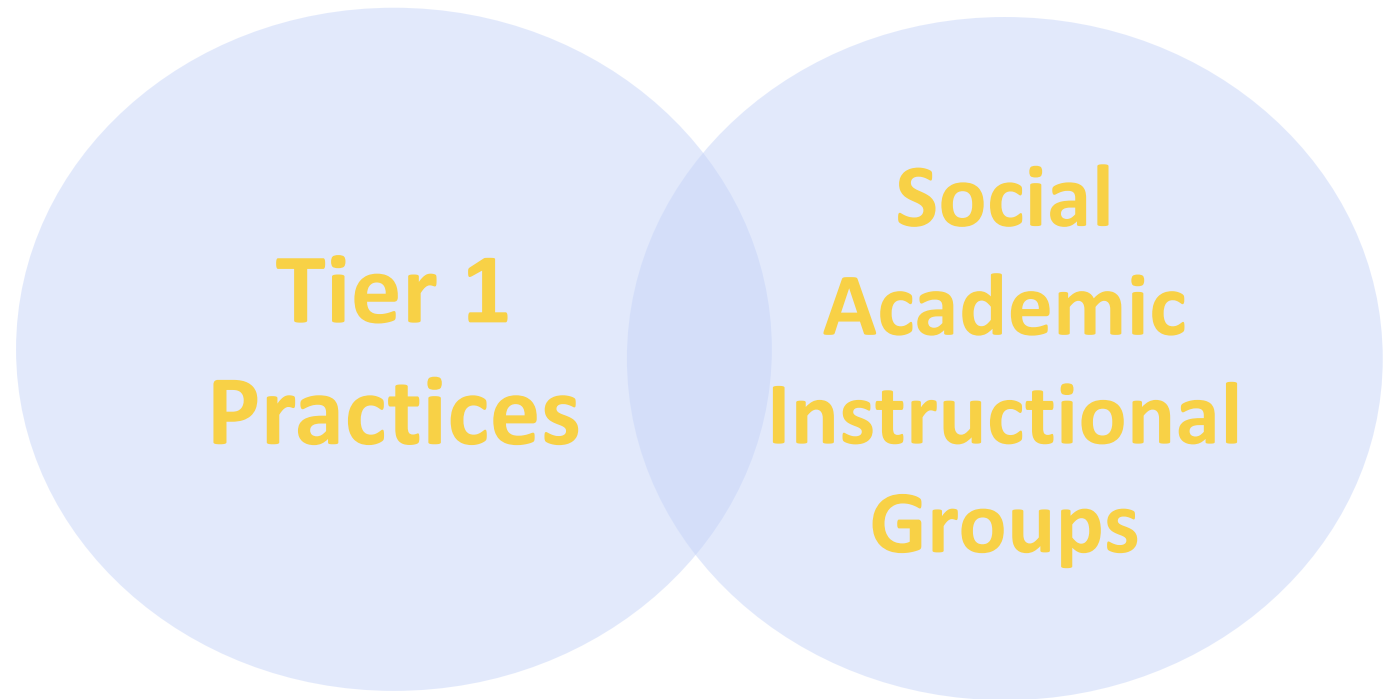 Tier 1
Practices
Social
Academic
Instructional
Groups